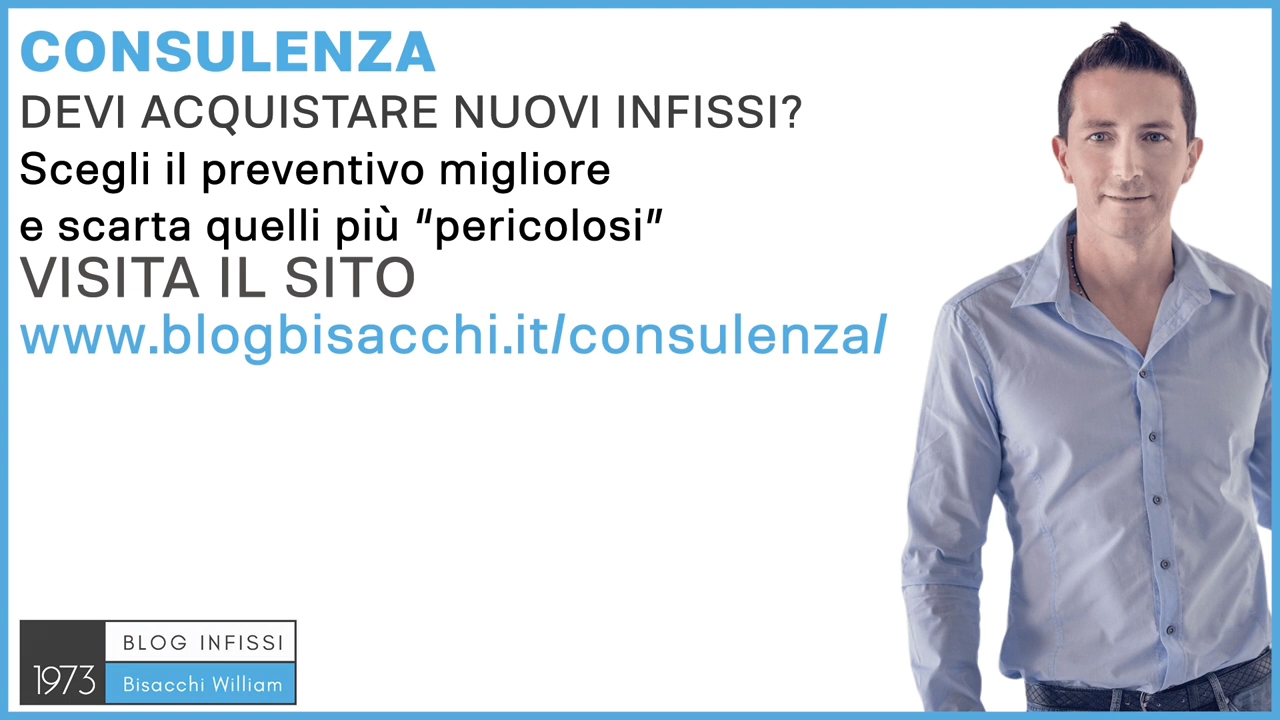 CONSULENZA
DEVI ACQUISTARE NUOVI INFISSI?
Scegli il preventivo migliore
e scarta quelli più “pericolosi”
VISITA IL SITO
www.blogbisacchi.it/consulenza/
1973
BLOG INFISSI
Bisacchi William